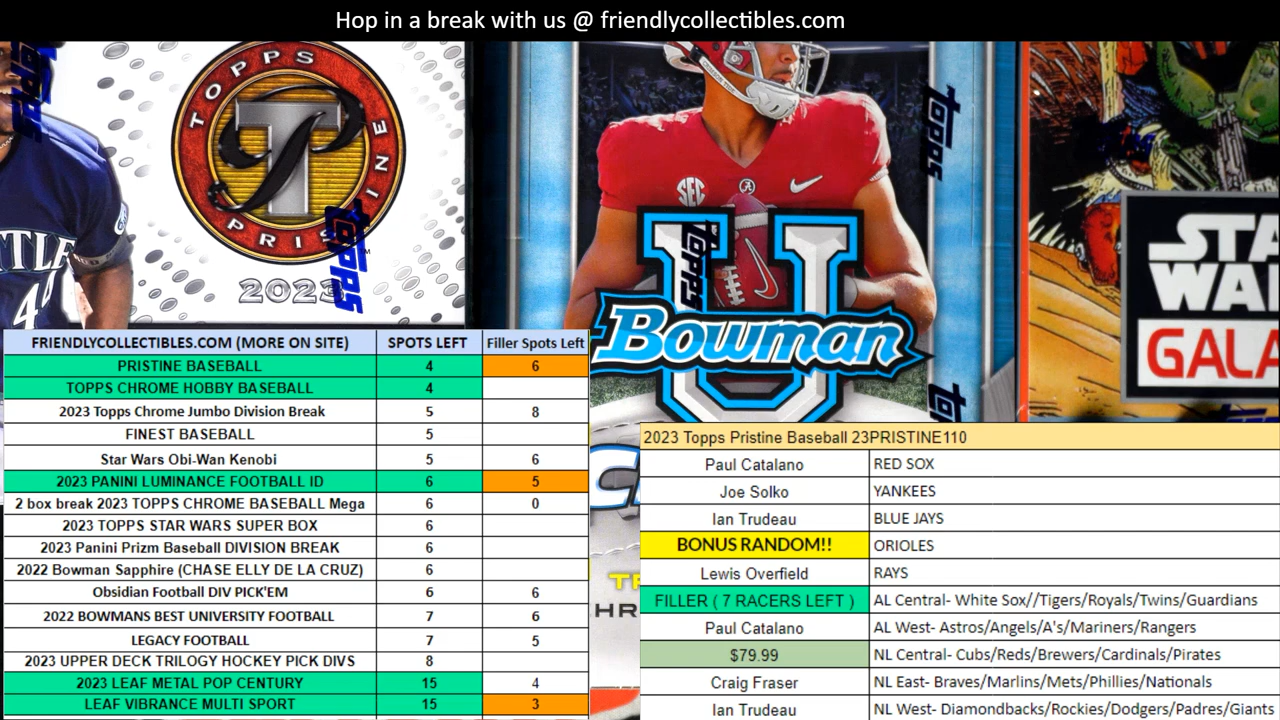 Hop in a break with us @ friendlycollectibles.com
TOPPS
PRISTINE
2023
TM
topps
topps
topps
topps
SEC
A
TTLE
4
U
Bowman
STA
WA
GALA
FRIENDLYCOLLECTIBLES.COM (MORE ON SITE) SPOTS LEFT Filler Spots Left
PRISTINE BASEBALL 4 6
TOPPS CHROME HOBBY BASEBALL 4
2023 Topps Chrome Jumbo Division Break 5 8
FINEST BASEBALL 5
Star Wars Obi-Wan Kenobi 5 6
2023 PANINI LUMINANCE FOOTBALL ID 6 5
2 box break 2023 TOPPS CHROME BASEBALL Mega 6 0
2023 TOPPS STAR WARS SUPER BOX 6
2023 Panini Prizm Baseball DIVISION BREAK 6
2022 Bowman Sapphire (CHASE ELLY DE LA CRUZ) 6
Obsidian Football DIV PICK'EM 6 6
2022 BOWMANS BEST UNIVERSITY FOOTBALL 7 6
LEGACY FOOTBALL 7 5
2023 UPPER DECK TRILOGY HOCKEY PICK DIVS 8
2023 LEAF METAL POP CENTURY 15 4
LEAF VIBRANCE MULTI SPORT 15 3
HR
2023 Topps Pristine Baseball 23PRISTINE110
Paul Catalano RED SOX
Joe Solko YANKEES
Ian Trudeau BLUE JAYS
BONUS RANDOM!! ORIOLES
Lewis Overfield RAYS
FILLER ( 7 RACERS LEFT ) AL Central- White Sox//Tigers/Royals/Twins/Guardians
Paul Catalano AL West- Astros/Angels/A's/Mariners/Rangers
$79.99 NL Central- Cubs/Reds/Brewers/Cardinals/Pirates
Craig Fraser NL East- Braves/Marlins/Mets/Phillies/Nationals
Ian Trudeau NL West- Diamondbacks/Rockies/Dodgers/Padres/Giants